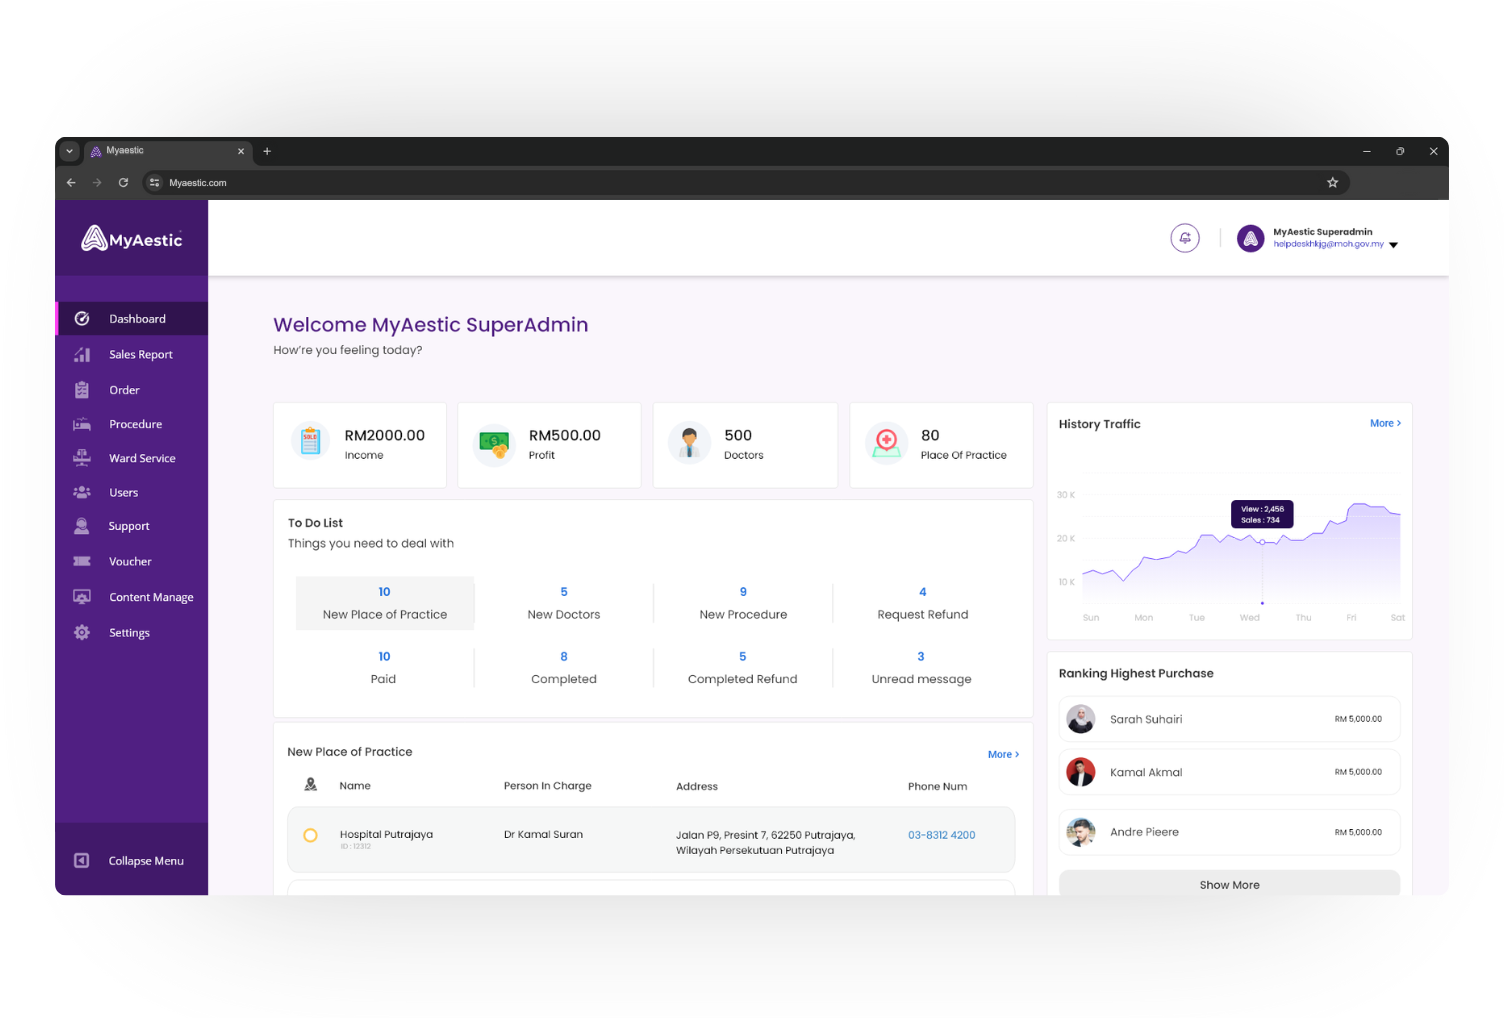 Myaestic
Myaestic.com
MyAestic
MyAestic Superadmin
helpdeskhkjg@moh.gov.my
Dashboard
Sales Report
Order
Procedure
Ward Service
Users
Support
Voucher
Content Manage
Settings
Collapse Menu
Welcome MyAestic SuperAdmin
How're you feeling today?
SOLD
RM2000.00
Income
RM500.00
Profit
500
Doctors
80
Place Of Practice
To Do List
Things you need to deal with
10
New Place of Practice
5
New Doctors
9
New Procedure
4
Request Refund
10
Paid
8
Completed
5
Completed Refund
3
Unread message
New Place of Practice
More >
Name
Person In Charge
Address
Phone Num
Hospital Putrajaya
ID : 12312
Dr Kamal Suran
Jalan P9, Presint 7, 62250 Putrajaya,
Wilayah Persekutuan Putrajaya
03-8312 4200
History Traffic
More >
30 K
20 K
10 K
View : 2,456
Sales : 734
Sun Mon Tue Wed Thu Fri Sat
Ranking Highest Purchase
Sarah Suhairi
RM 5,000.00
Kamal Akmal
RM 5,000.00
Andre Pieere
RM 5,000.00
Show More